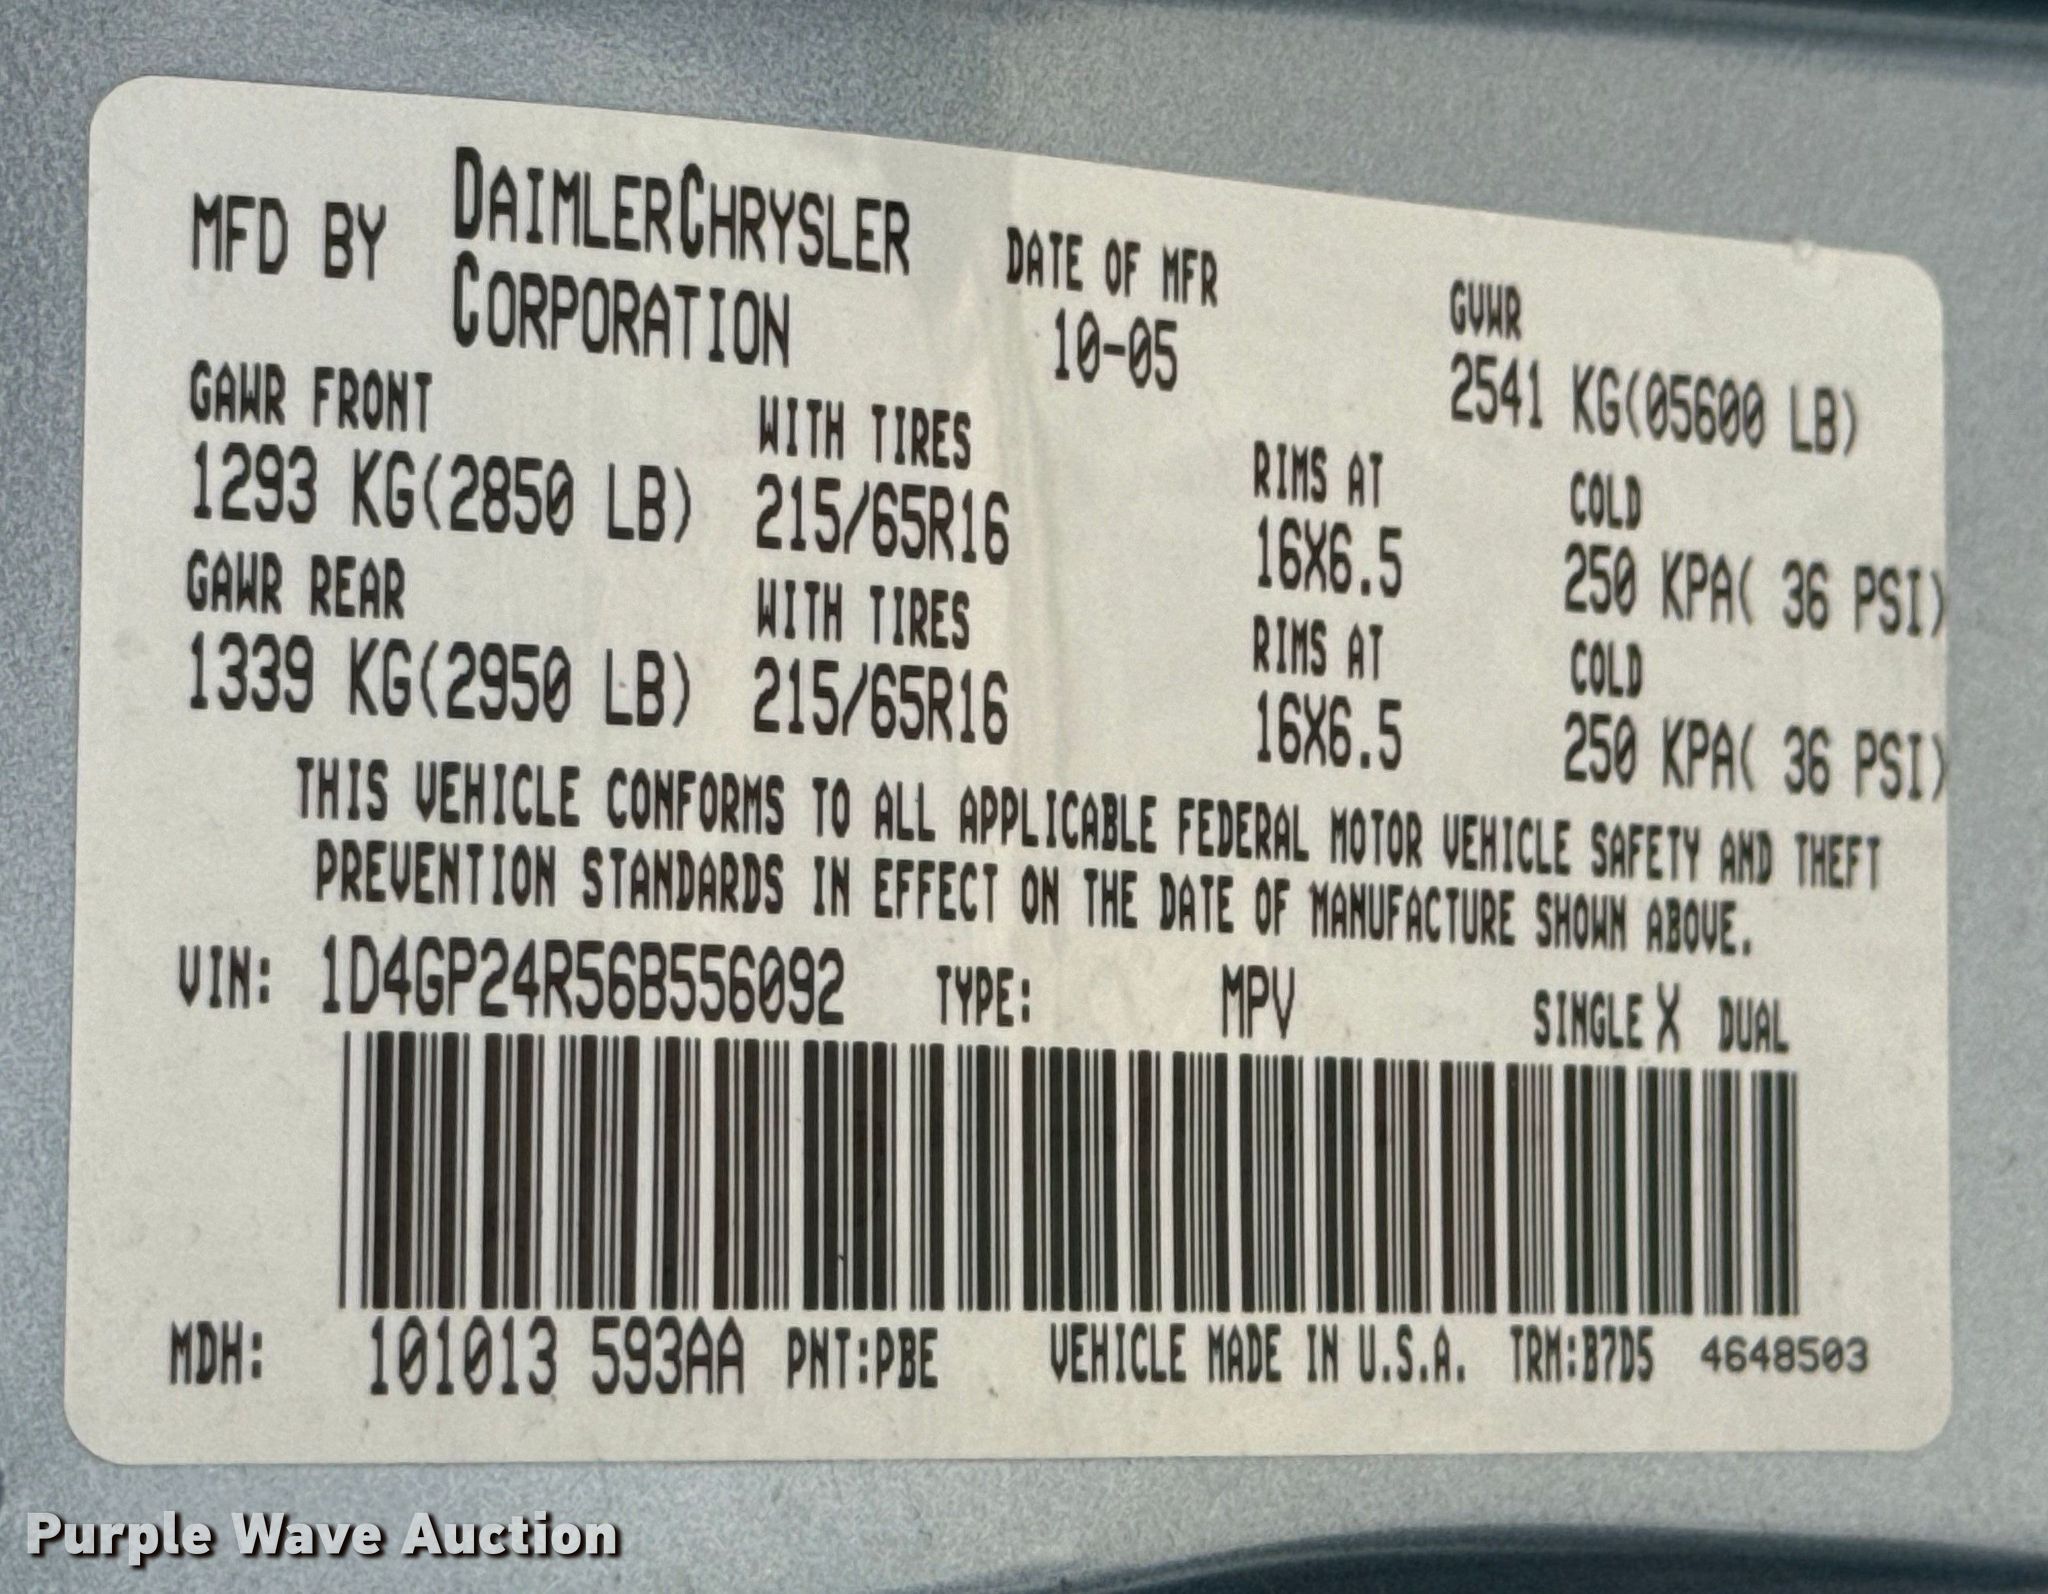 MFD BY DAIMLERCHRYSLER CORPORATION
DATE OF MFR
10-05
GVWR
2541 KG(05600 LB)
GAWR FRONT WITH TIRES RIMS AT COLD
1293 KG(2850 LB) 215/65R16 16X6.5 250 KPA( 36 PSI)
GAWR REAR WITH TIRES RIMS AT COLD
1339 KG(2950 LB) 215/65R16 16X6.5 250 KPA( 36 PSI)
THIS VEHICLE CONFORMS TO ALL APPLICABLE FEDERAL MOTOR VEHICLE SAFETY AND THEFT
PREVENTION STANDARDS IN EFFECT ON THE DATE OF MANUFACTURE SHOWN ABOVE.
VIN: 1D4GP24R56B556092 TYPE: MPV SINGLE X DUAL
MDH: 101013 593AA PNT:PBE VEHICLE MADE IN U.S.A. TRM:B7D5 4648503
Purple Wave Auction